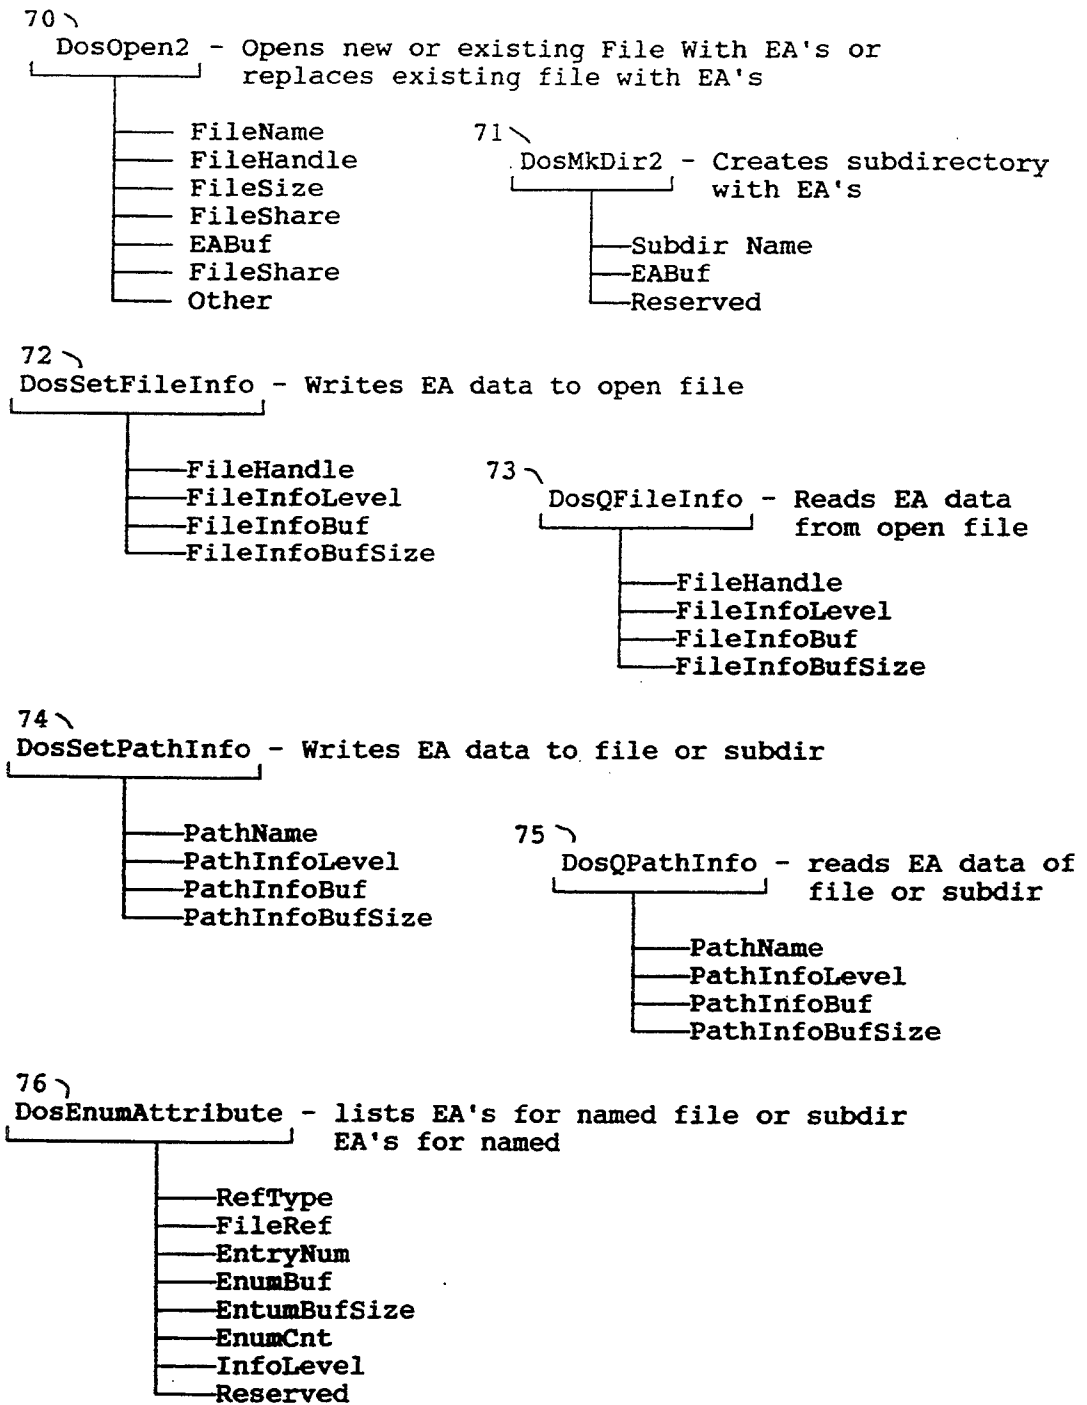 70
DosOpen2 - Opens new or existing File With EA's or
replaces existing file with EA's
FileName
FileHandle
FileSize
FileShare
EABuf
FileShare
Other
71
DosMkDir2 - Creates subdirectory
with EA's
Subdir Name
EABuf
Reserved
72
DosSetFileInfo - Writes EA data to open file
FileHandle
FileInfoLevel
FileInfoBuf
FileInfoBufSize
73
DosQFileInfo - Reads EA data
from open file
FileHandle
FileInfoLevel
FileInfoBuf
FileInfoBufSize
74
DosSetPathInfo - Writes EA data to file or subdir
PathName
PathInfoLevel
PathInfoBuf
PathInfoBufSize
75
DosQPathInfo - reads EA data of
file or subdir
PathName
PathInfoLevel
PathInfoBuf
PathInfoBufSize
76
DosEnumAttribute - lists EA's for named file or subdir
EA's for named
RefType
FileRef
EntryNum
EnumBuf
EntumBufSize
EnumCnt
InfoLevel
Reserved